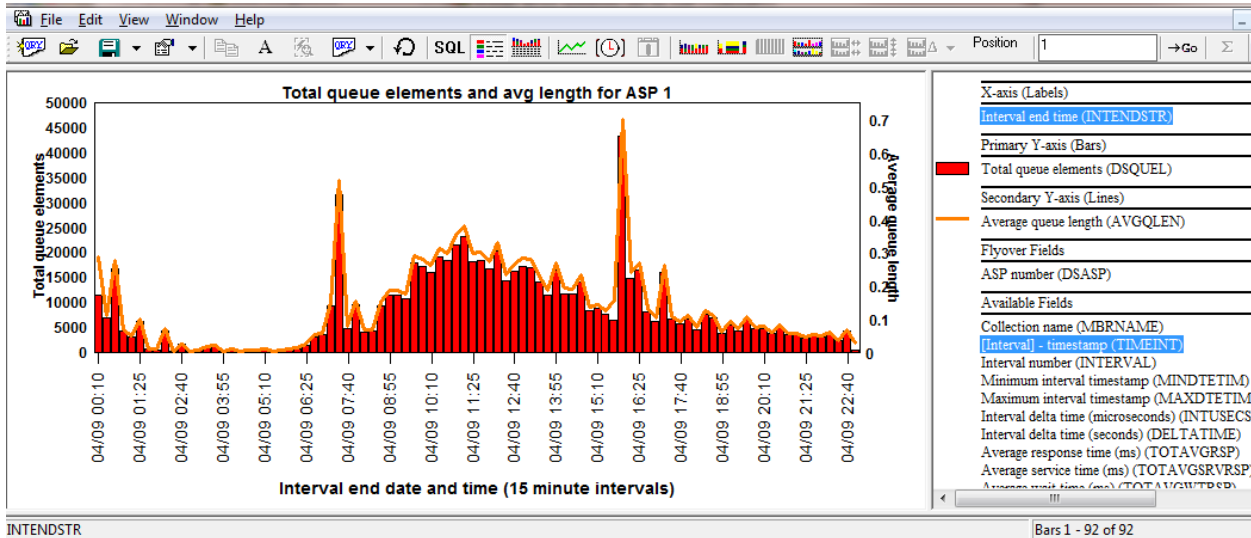 File Edit View Window Help
QRY QRY SQL Position 1 →Go Σ
Total queue elements and avg length for ASP 1
50000
45000
40000
35000
30000
25000
20000
15000
10000
5000
0
Total queue elements
0.7
0.6
0.5
0.4
0.3
0.2
0.1
0
Average queue length
04/09 00:10
04/09 01:25
04/09 02:40
04/09 03:55
04/09 05:10
04/09 06:25
04/09 07:40
04/09 08:55
04/09 10:10
04/09 11:25
04/09 12:40
04/09 13:55
04/09 15:10
04/09 16:25
04/09 17:40
04/09 18:55
04/09 20:10
04/09 21:25
04/09 22:40
Interval end date and time (15 minute intervals)
X-axis (Labels)
Interval end time (INTENDSTR)
Primary Y-axis (Bars)
Total queue elements (DSQUEL)
Secondary Y-axis (Lines)
Average queue length (AVGQLEN)
Flyover Fields
ASP number (DSASP)
Available Fields
Collection name (MBRNAME)
[Interval] - timestamp (TIMEINT)
Interval number (INTERVAL)
Minimum interval timestamp (MINDTETIM)
Maximum interval timestamp (MAXDTETIM
Interval delta time (microseconds) (INTUSECS
Interval delta time (seconds) (DELTATIME)
Average response time (ms) (TOTAVGRSP)
Average service time (ms) (TOTAVGSRVRSP)
Average wait time (ms) (TOTAVGWTRSP)
INTENDSTR
Bars 1 - 92 of 92